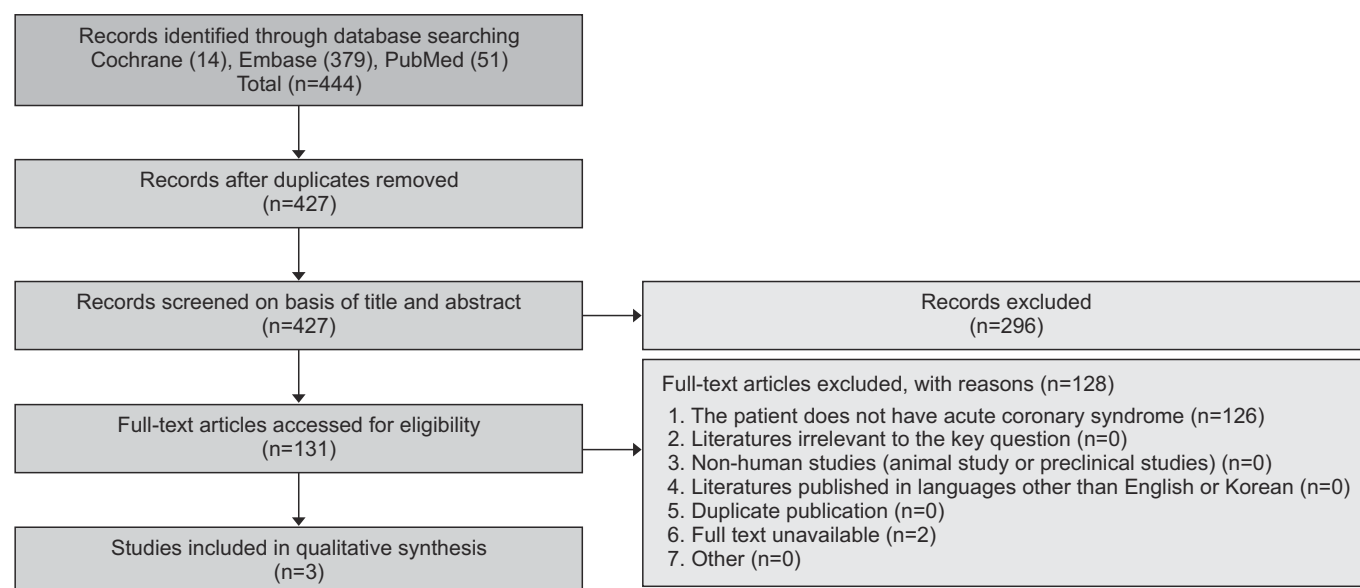 Records identified through database searching
Cochrane (14), Embase (379), PubMed (51)
Total (n=444)
Records after duplicates removed
(n=427)
Records screened on basis of title and abstract
(n=427)
Records excluded
(n=296)
Full-text articles accessed for eligibility
(n=131)
Full-text articles excluded, with reasons (n=128)
1. The patient does not have acute coronary syndrome (n=126)
2. Literatures irrelevant to the key question (n=0)
3. Non-human studies (animal study or preclinical studies) (n=0)
4. Literatures published in languages other than English or Korean (n=0)
5. Duplicate publication (n=0)
6. Full text unavailable (n=2)
7. Other (n=0)
Studies included in qualitative synthesis
(n=3)